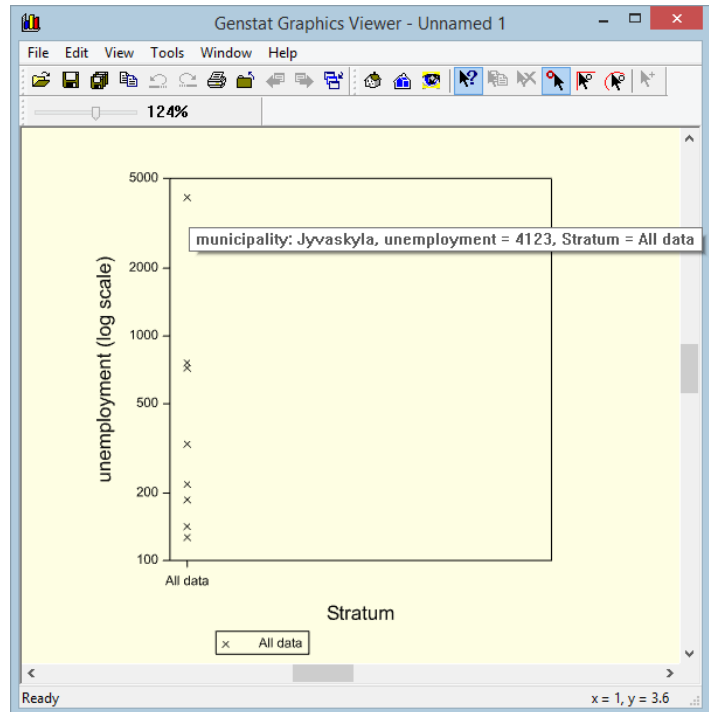 Genstat Graphics Viewer - Unnamed 1
File Edit View Tools Window Help
124%
5000
municipality: Jyvaskyla, unemployment = 4123, Stratum = All data
2000
1000
500
200
100
unemployment (log scale)
All data
Stratum
× All data
Ready x = 1, y = 3.6